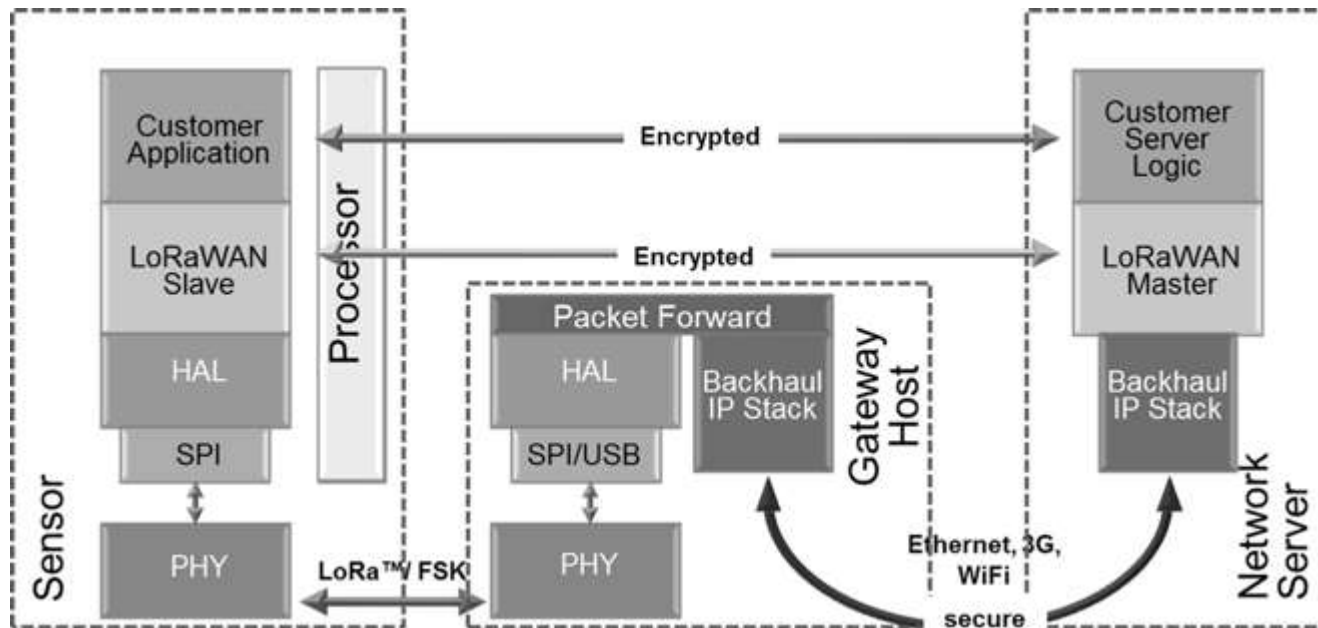 Customer
Application
LoRaWAN
Slave
HAL
SPI
PHY
Sensor
Processor
Encrypted
Encrypted
LoRa™/ FSK
Packet Forward
HAL
SPI/USB
PHY
Backhaul
IP Stack
Gateway
Host
Ethernet, 3G,
WiFi
secure
Customer
Server
Logic
LoRaWAN
Master
Backhaul
IP Stack
Network
Server